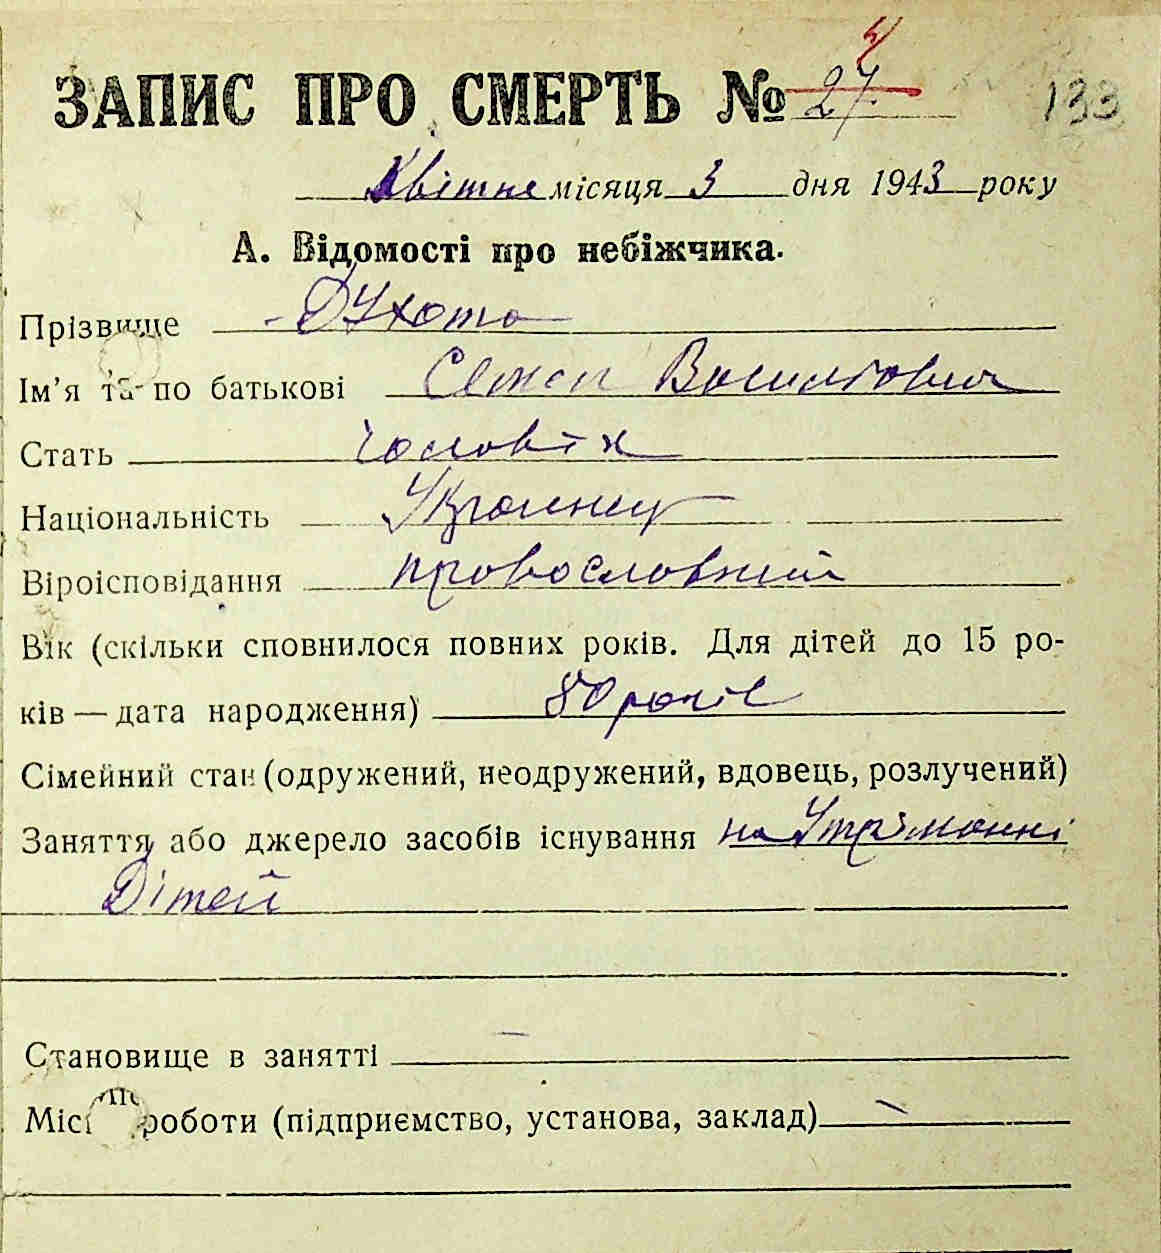 ЗАПИС ПРО СМЕРТЬ № 27 4 133
Квітня місяця 3 дня 1943 року
А. Відомості про небіжчика.
Прізвище Духота
Ім'я та по батькові Семен Васильович
Стать чоловік
Національність Українец
Віроісповідання православний
Вік (скільки сповнилося повних років. Для дітей до 15 ро-
ків — дата народження) 80 років
Сімейний стан (одружений, неодружений, вдовець, розлучений)
Заняття або джерело засобів існування на Утріманні
Дітей
Становище в занятті —
Місце роботи (підприємство, установа, заклад) —